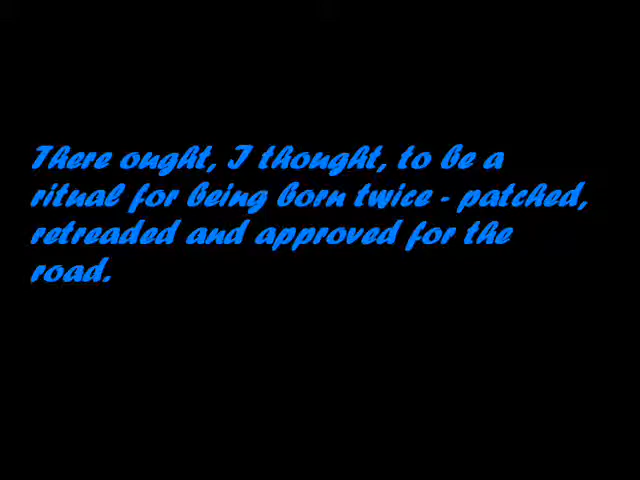 There ought, I thought, to be a
ritual for being born twice - patched,
retreaded and approved for the
road.